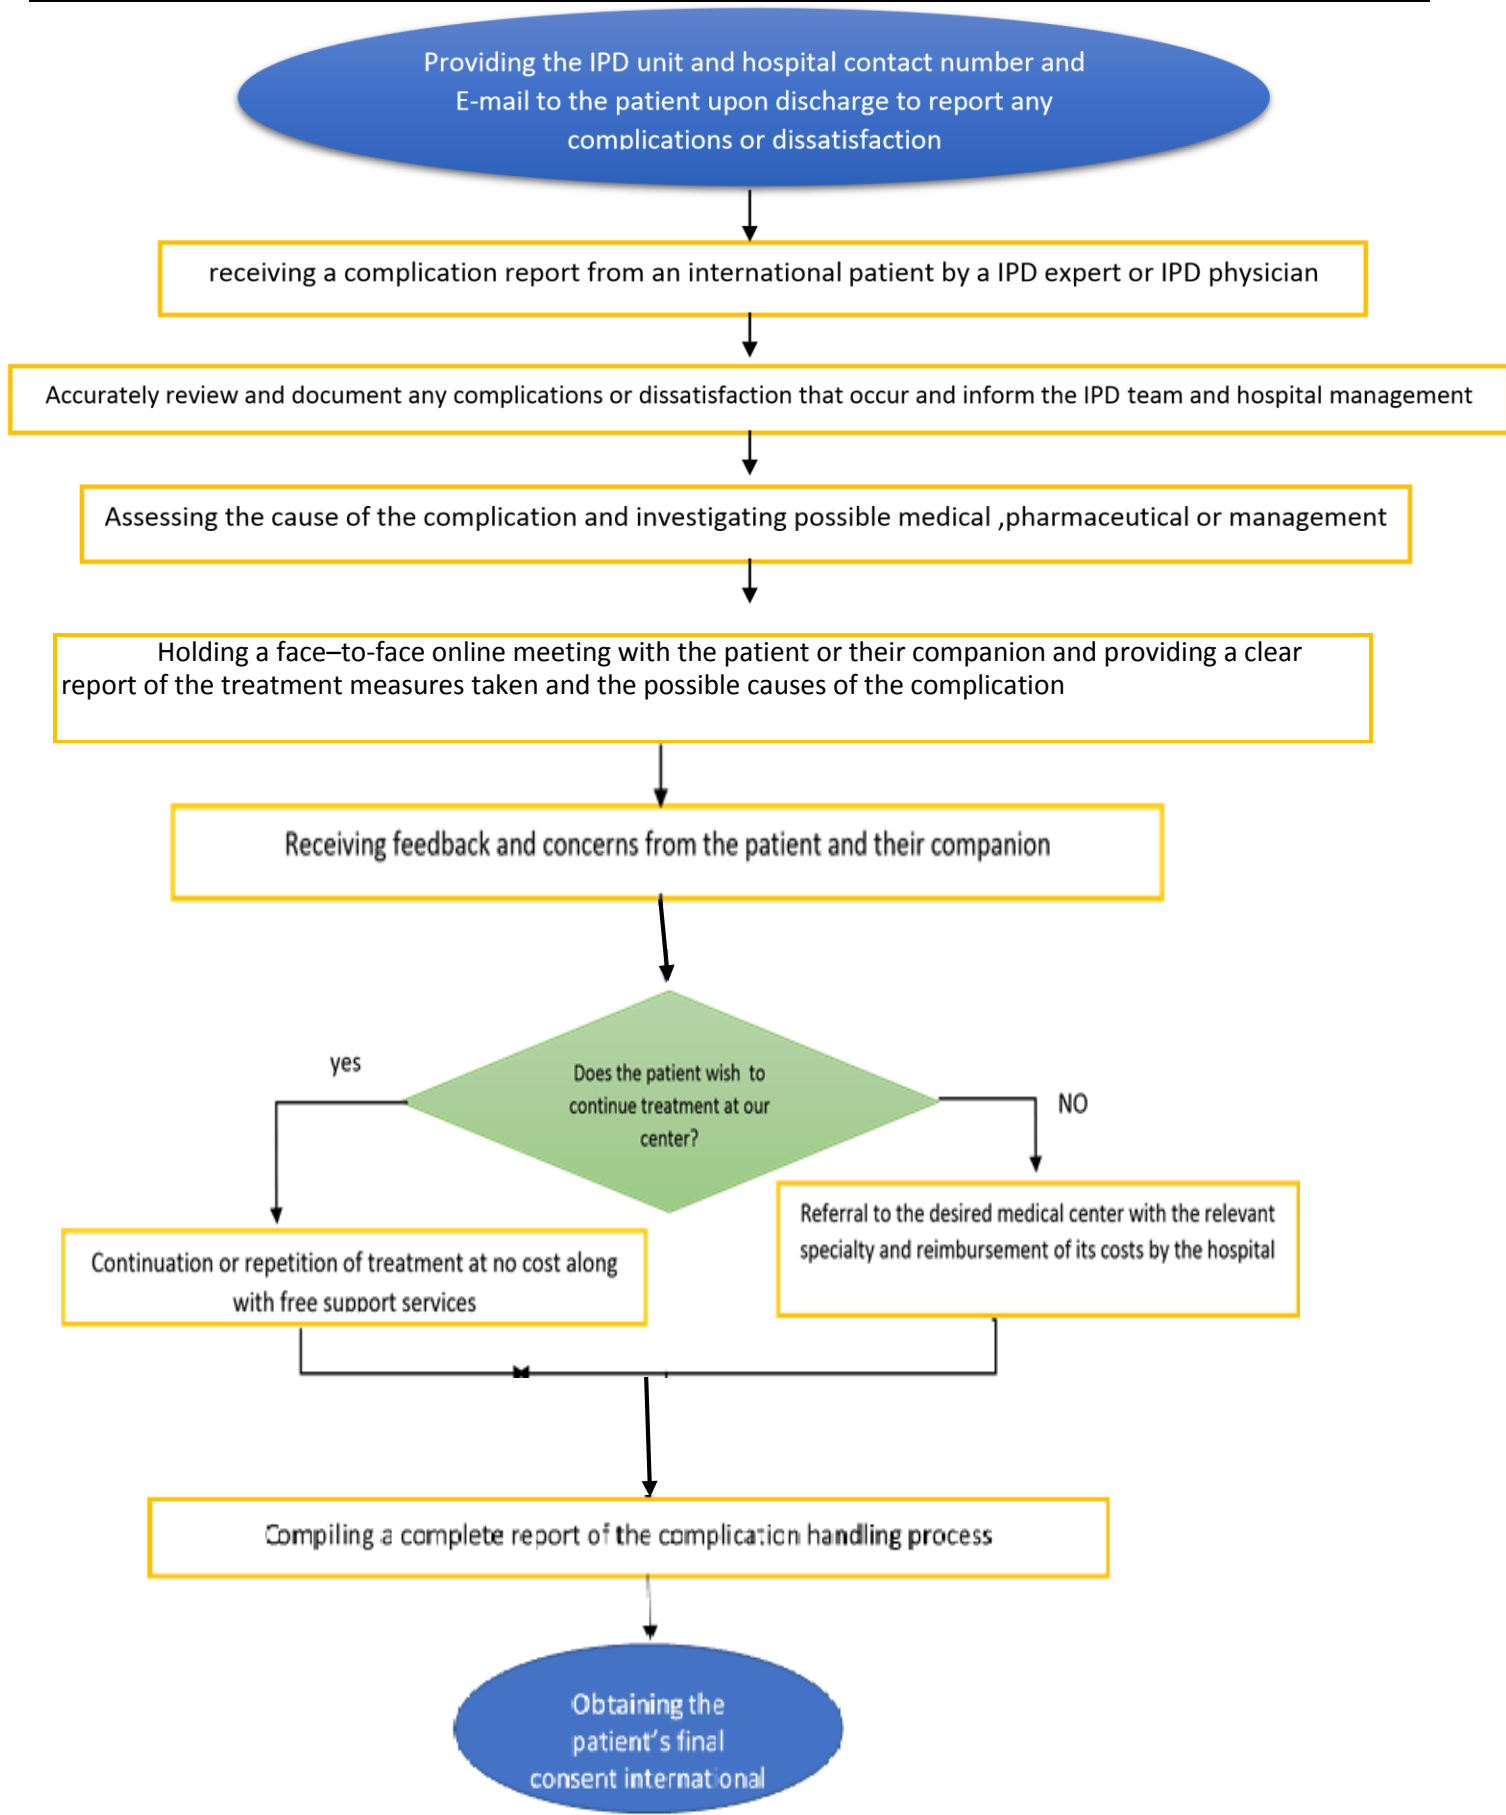 Providing the IPD unit and hospital contact number and
E-mail to the patient upon discharge to report any
complications or dissatisfaction
receiving a complication report from an international patient by a IPD expert or IPD physician
Accurately review and document any complications or dissatisfaction that occur and inform the IPD team and hospital management
Assessing the cause of the complication and investigating possible medical ,pharmaceutical or management
Holding a face–to-face online meeting with the patient or their companion and providing a clear
report of the treatment measures taken and the possible causes of the complication
Receiving feedback and concerns from the patient and their companion
yes
Does the patient wish to
continue treatment at our
center?
NO
Referral to the desired medical center with the relevant
specialty and reimbursement of its costs by the hospital
Continuation or repetition of treatment at no cost along
with free support services
Compiling a complete report of the complication handling process
Obtaining the
patient's final
consent international